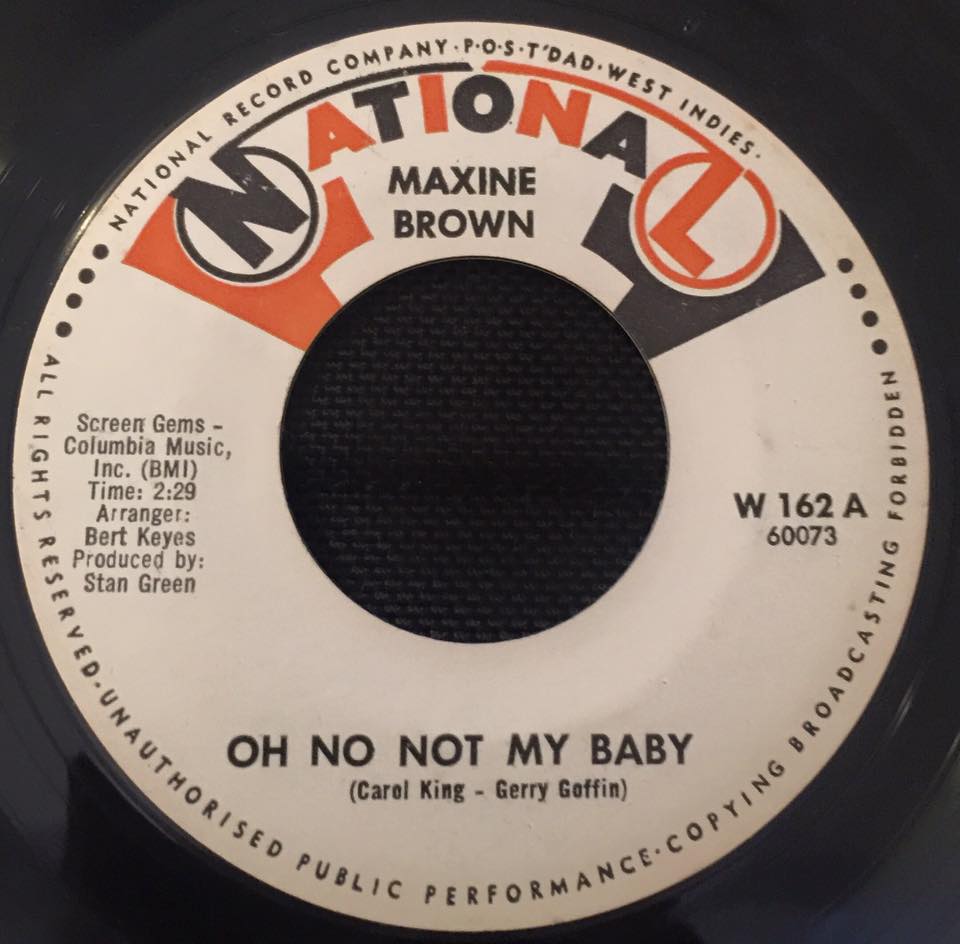 NATIONAL RECORD COMPANY·P·O·S·T'DAD·WEST INDIES·
NATIONAL
MAXINE
BROWN
Screen Gems -
Columbia Music,
Inc. (BMI)
Time: 2:29
Arranger:
Bert Keyes
Produced by:
Stan Green
W 162 A
60073
OH NO NOT MY BABY
(Carol King - Gerry Goffin)
ALL RIGHTS RESERVED·UNAUTHORISED PUBLIC PERFORMANCE·COPYING BROADCASTING FORBIDDEN